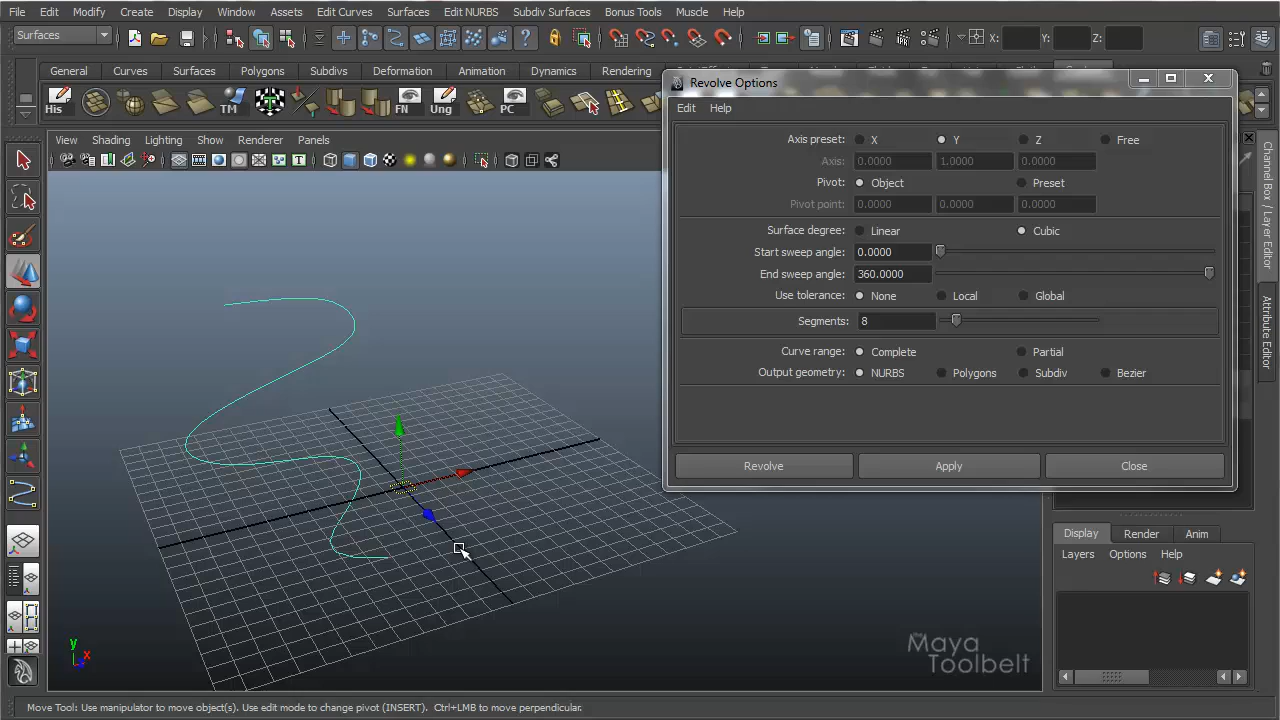 File Edit Modify Create Display Window Assets Edit Curves Surfaces Edit NURBS Subdiv Surfaces Bonus Tools Muscle Help
Surfaces X: Y: Z:
General Curves Surfaces Polygons Subdivs Deformation Animation Dynamics Rendering
His TM FN Ung PC
View Shading Lighting Show Renderer Panels
Revolve Options
Edit Help
Axis preset: X Y Z Free
Axis: 0.0000 1.0000 0.0000
Pivot: Object Preset
Pivot point: 0.0000 0.0000 0.0000
Surface degree: Linear Cubic
Start sweep angle: 0.0000
End sweep angle: 360.0000
Use tolerance: None Local Global
Segments: 8
Curve range: Complete Partial
Output geometry: NURBS Polygons Subdiv Bezier
Revolve Apply Close
Channel Box / Layer Editor
Attribute Editor
Display Render Anim
Layers Options Help
y
x
the Maya
Toolbelt
Move Tool: Use manipulator to move object(s). Use edit mode to change pivot (INSERT). Ctrl+LMB to move perpendicular.